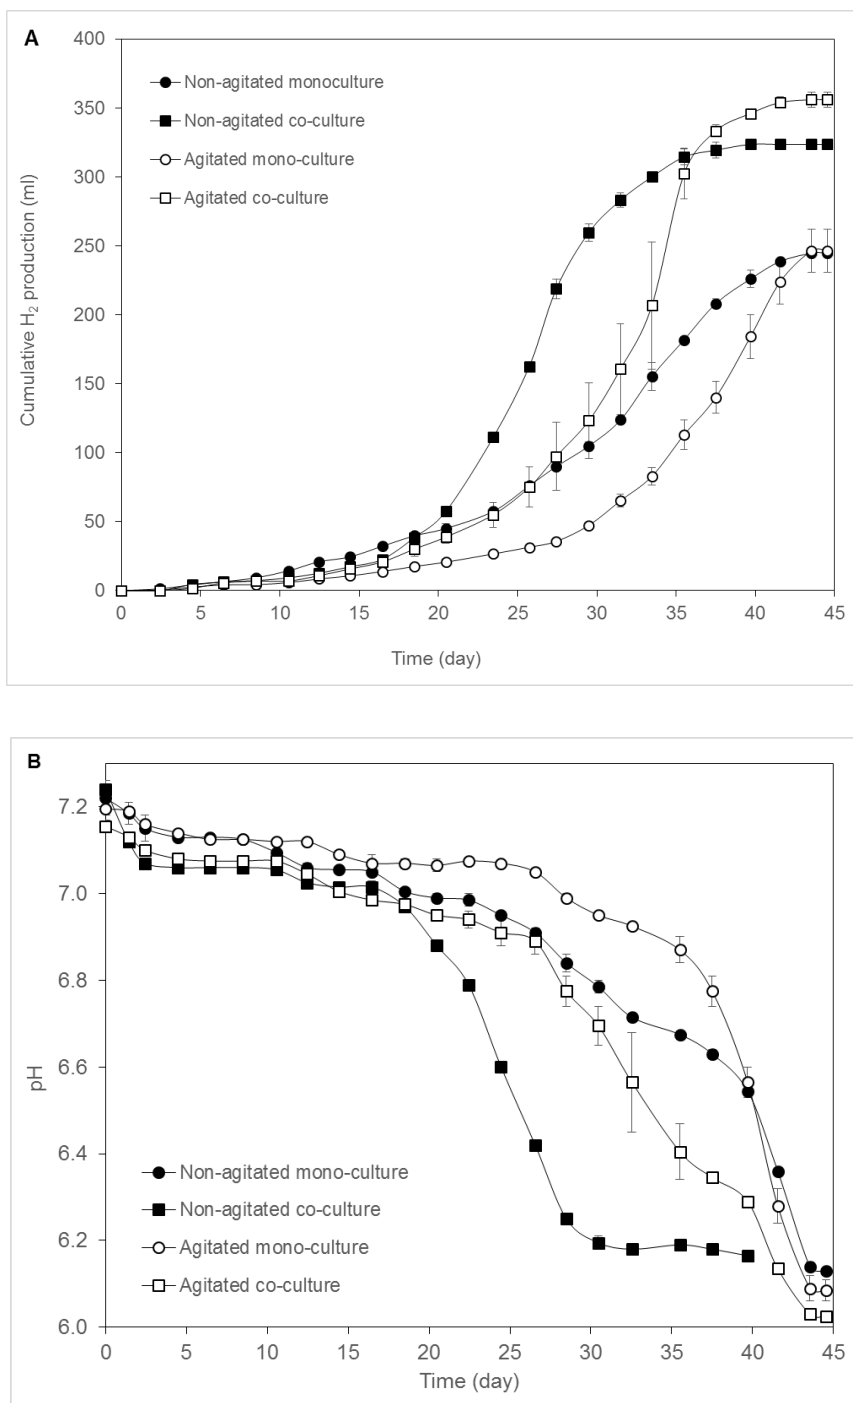 A
400
350
300
250
200
150
100
50
0
Cumulative H₂ production (ml)
Non-agitated monoculture
Non-agitated co-culture
Agitated mono-culture
Agitated co-culture
0 5 10 15 20 25 30 35 40 45
Time (day)
B
7.2
7.0
6.8
6.6
6.4
6.2
6.0
pH
Non-agitated mono-culture
Non-agitated co-culture
Agitated mono-culture
Agitated co-culture
0 5 10 15 20 25 30 35 40 45
Time (day)